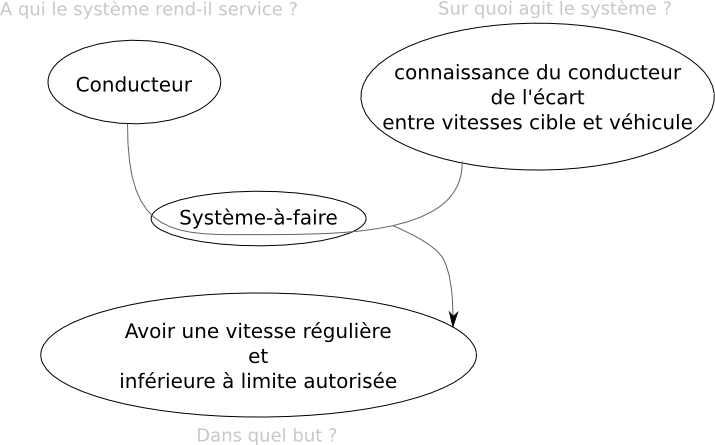 A qui le système rend-il service ?
Sur quoi agit le système ?
Conducteur
connaissance du conducteur
de l'écart
entre vitesses cible et véhicule
Système-à-faire
Avoir une vitesse régulière
et
inférieure à limite autorisée
Dans quel but ?